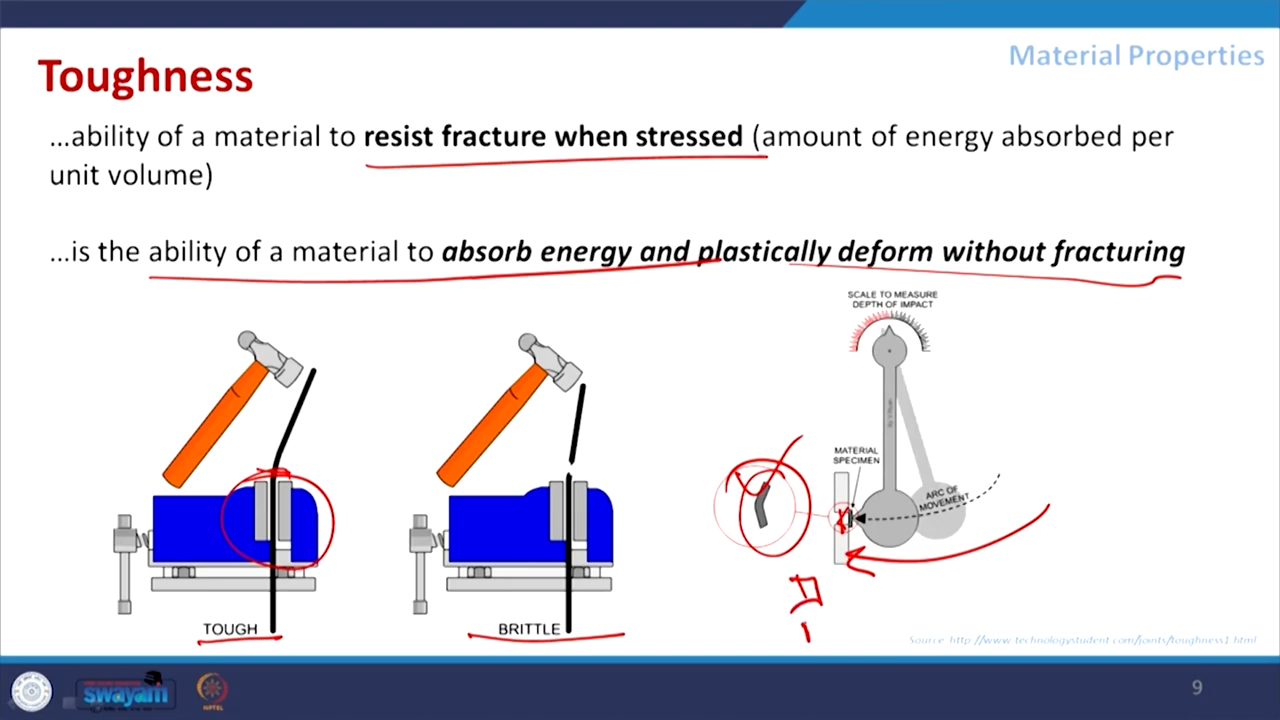 Material Properties
Toughness
...ability of a material to resist fracture when stressed (amount of energy absorbed per
unit volume)
...is the ability of a material to absorb energy and plastically deform without fracturing
SCALE TO MEASURE
DEPTH OF IMPACT
MATERIAL
SPECIMEN
ARC OF
MOVEMENT
TOUGH
BRITTLE
Source: http://www.technologystudent.com/joints/toughness1.html
swayam
NPTEL
9